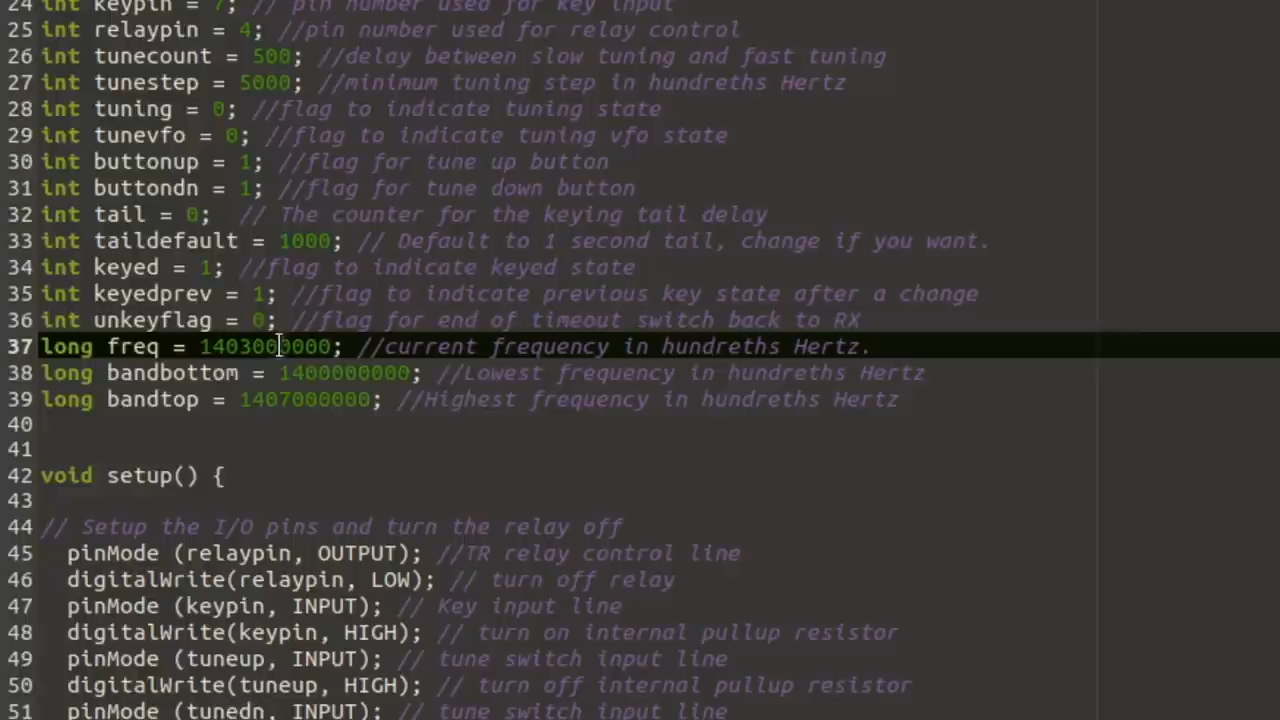 24 int keypin = 7; // pin number used for key input
25 int relaypin = 4; //pin number used for relay control
26 int tunecount = 500; //delay between slow tuning and fast tuning
27 int tunestep = 5000; //minimum tuning step in hundreths Hertz
28 int tuning = 0; //flag to indicate tuning state
29 int tunevfo = 0; //flag to indicate tuning vfo state
30 int buttonup = 1; //flag for tune up button
31 int buttondn = 1; //flag for tune down button
32 int tail = 0;  // The counter for the keying tail delay
33 int taildefault = 1000; // Default to 1 second tail, change if you want.
34 int keyed = 1; //flag to indicate keyed state
35 int keyedprev = 1; //flag to indicate previous key state after a change
36 int unkeyflag = 0; //flag for end of timeout switch back to RX
37 long freq = 1403000000; //current frequency in hundreths Hertz.
38 long bandbottom = 1400000000; //Lowest frequency in hundreths Hertz
39 long bandtop = 1407000000; //Highest frequency in hundreths Hertz
40
41
42 void setup() {
43
44 // Setup the I/O pins and turn the relay off
45   pinMode (relaypin, OUTPUT); //TR relay control line
46   digitalWrite(relaypin, LOW); // turn off relay
47   pinMode (keypin, INPUT); // Key input line
48   digitalWrite(keypin, HIGH); // turn on internal pullup resistor
49   pinMode (tuneup, INPUT); // tune switch input line
50   digitalWrite(tuneup, HIGH); // turn off internal pullup resistor
51   pinMode (tunedn, INPUT); // tune switch input line